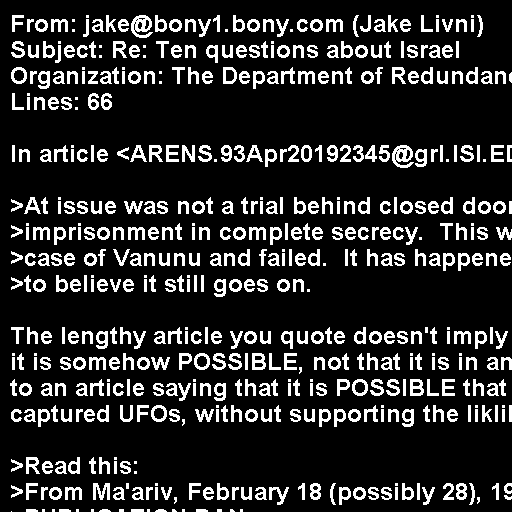 From: jake@bony1.bony.com (Jake Livni)
Subject: Re: Ten questions about Israel
Organization: The Department of Redundanc
Lines: 66
In article <ARENS.93Apr20192345@grl.ISI.ED
>At issue was not a trial behind closed door
>imprisonment in complete secrecy.  This w
>case of Vanunu and failed.  It has happene
>to believe it still goes on.
The lengthy article you quote doesn't imply
it is somehow POSSIBLE, not that it is in an
to an article saying that it is POSSIBLE that
captured UFOs, without supporting the liklil
>Read this:
>From Ma'ariv, February 18 (possibly 28), 19
>PUBLICATION BAN